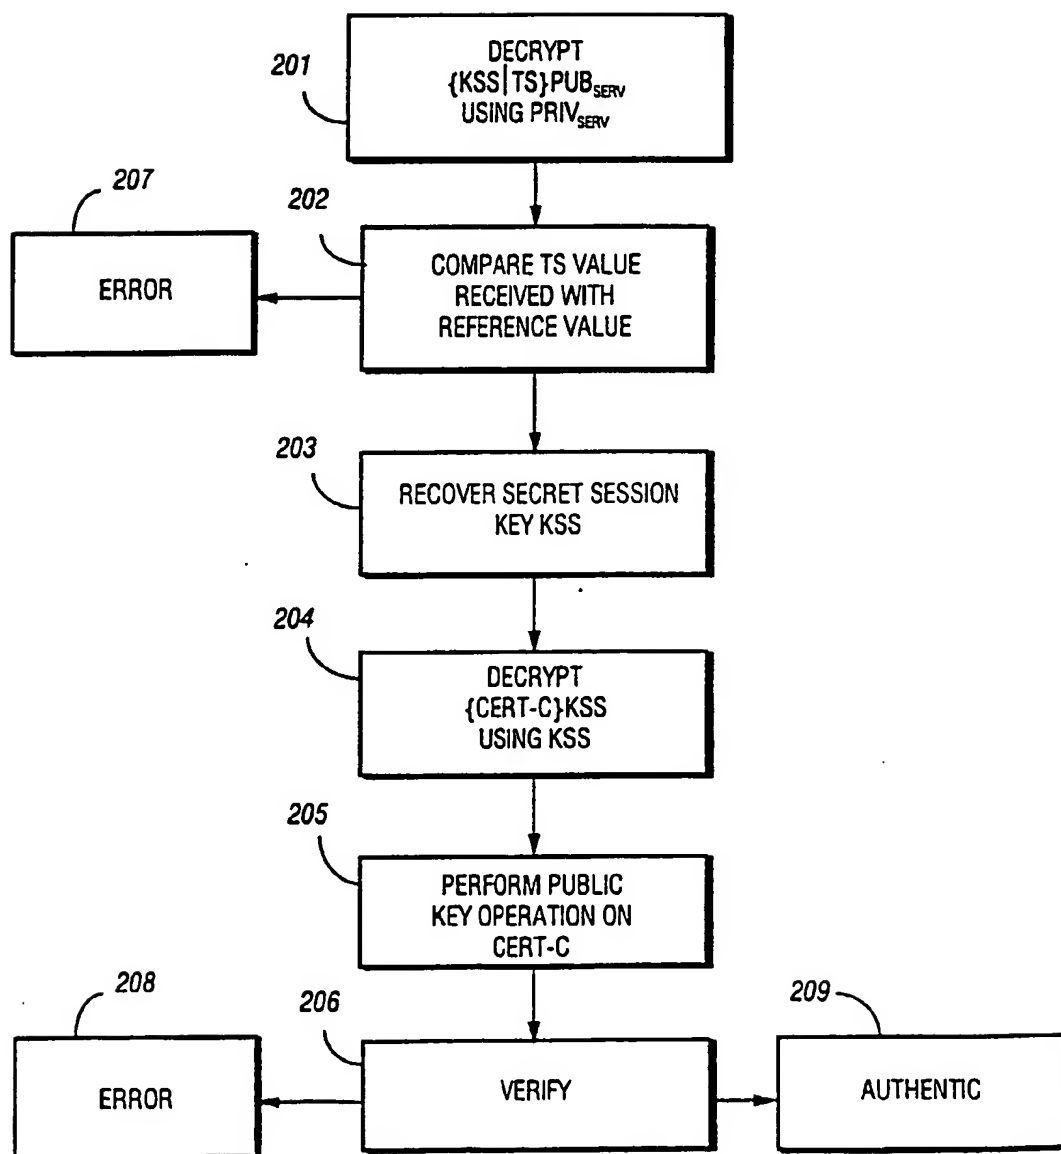 201
DECRYPT
{KSS|TS}PUBSERV
USING PRIVSERV
207
ERROR
202
COMPARE TS VALUE
RECEIVED WITH
REFERENCE VALUE
203
RECOVER SECRET SESSION
KEY KSS
204
DECRYPT
{CERT-C}KSS
USING KSS
205
PERFORM PUBLIC
KEY OPERATION ON
CERT-C
208
ERROR
206
VERIFY
209
AUTHENTIC